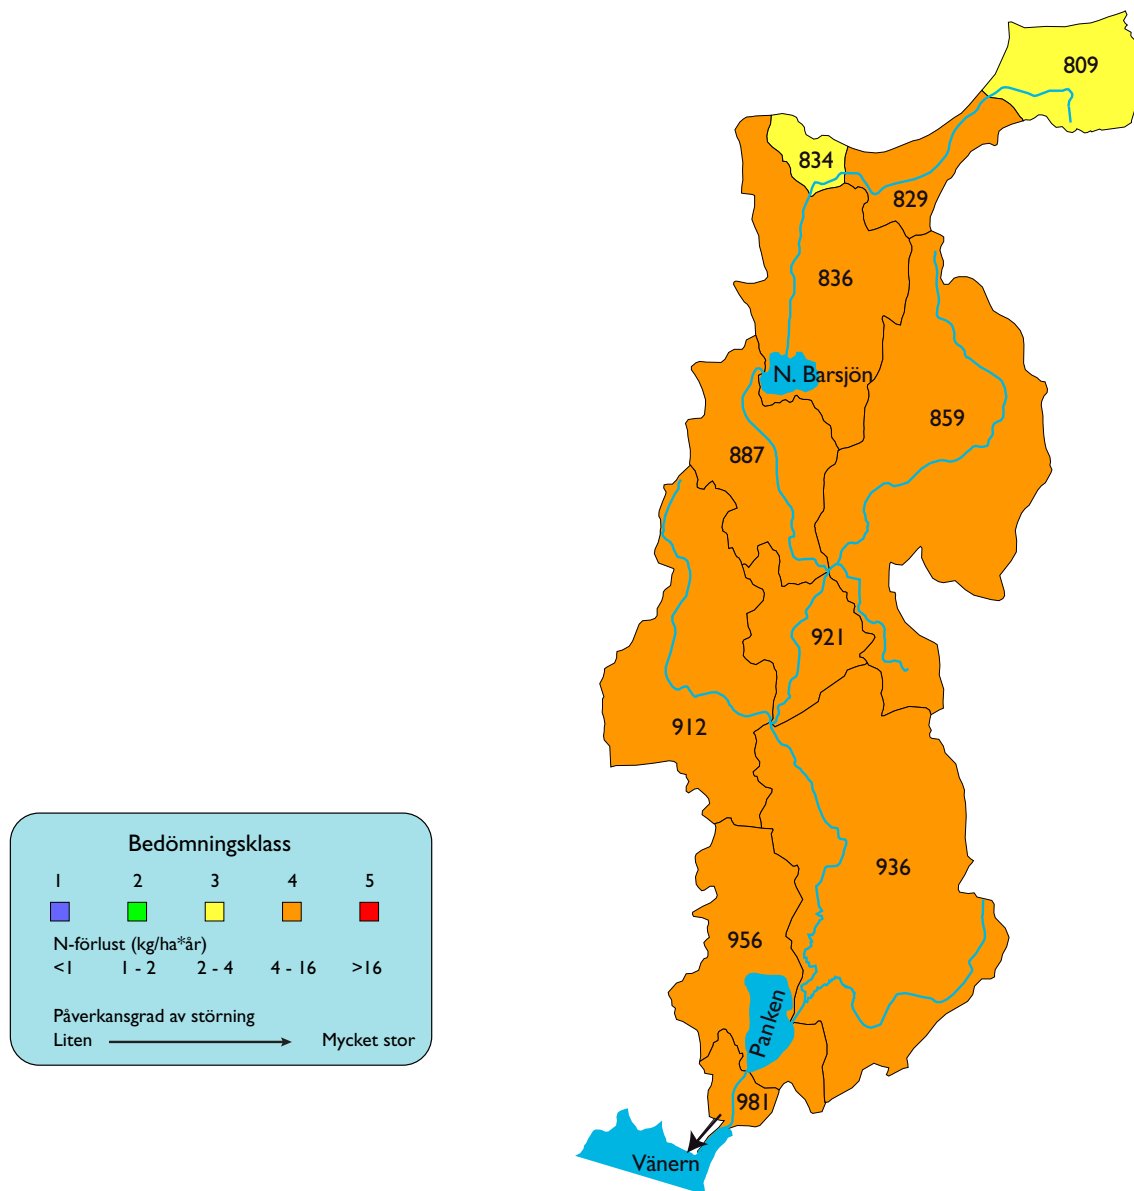 809
834
829
836
N. Barsjön
859
887
921
912
936
956
Panken
981
Vänern
Bedömningsklass
1 2 3 4 5
N-förlust (kg/ha*år)
<1 1 - 2 2 - 4 4 - 16 >16
Påverkansgrad av störning
Liten Mycket stor